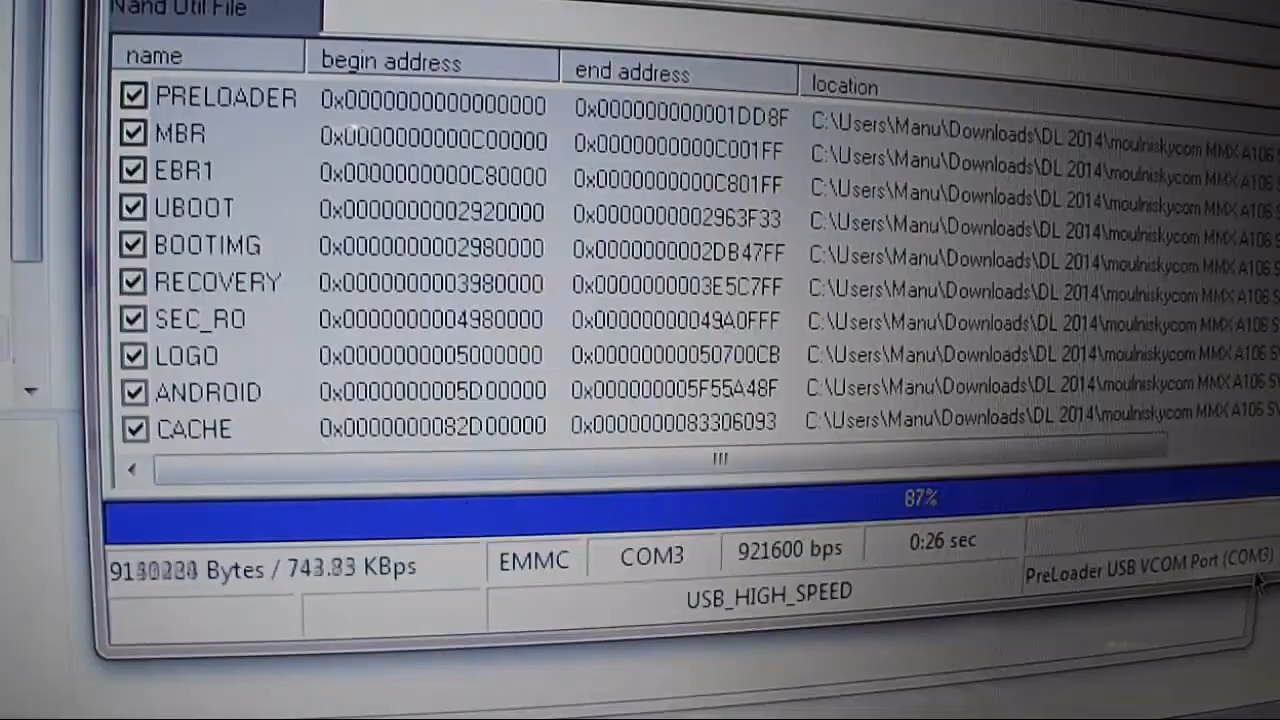 Nand Util File
name begin address end address location
PRELOADER 0x0000000000000000 0x000000000001DD8F C:\Users\Manu\Downloads\DL 2014\moulniskycom MMX A106 S
MBR 0x0000000000C00000 0x0000000000C001FF C:\Users\Manu\Downloads\DL 2014\moulniskycom MMX A106 S
EBR1 0x0000000000C80000 0x0000000000C801FF C:\Users\Manu\Downloads\DL 2014\moulniskycom MMX A106 S
UBOOT 0x0000000002920000 0x0000000002963F33 C:\Users\Manu\Downloads\DL 2014\moulniskycom MMX A106 S
BOOTIMG 0x0000000002980000 0x0000000002DB47FF C:\Users\Manu\Downloads\DL 2014\moulniskycom MMX A106 S
RECOVERY 0x0000000003980000 0x0000000003E5C7FF C:\Users\Manu\Downloads\DL 2014\moulniskycom MMX A106 S
SEC_RO 0x0000000004980000 0x00000000049A0FFF C:\Users\Manu\Downloads\DL 2014\moulniskycom MMX A106 S
LOGO 0x0000000005000000 0x00000000050700CB C:\Users\Manu\Downloads\DL 2014\moulniskycom MMX A106 S
ANDROID 0x0000000005D00000 0x000000005F55A48F C:\Users\Manu\Downloads\DL 2014\moulniskycom MMX A106 SY
CACHE 0x0000000082D00000 0x0000000083306093 C:\Users\Manu\Downloads\DL 2014\moulniskycom MMX A106 SY
87%
Bytes / KBps EMMC COM3 921600 bps 0:26 sec
USB_HIGH_SPEED PreLoader USB VCOM Port (COM3)